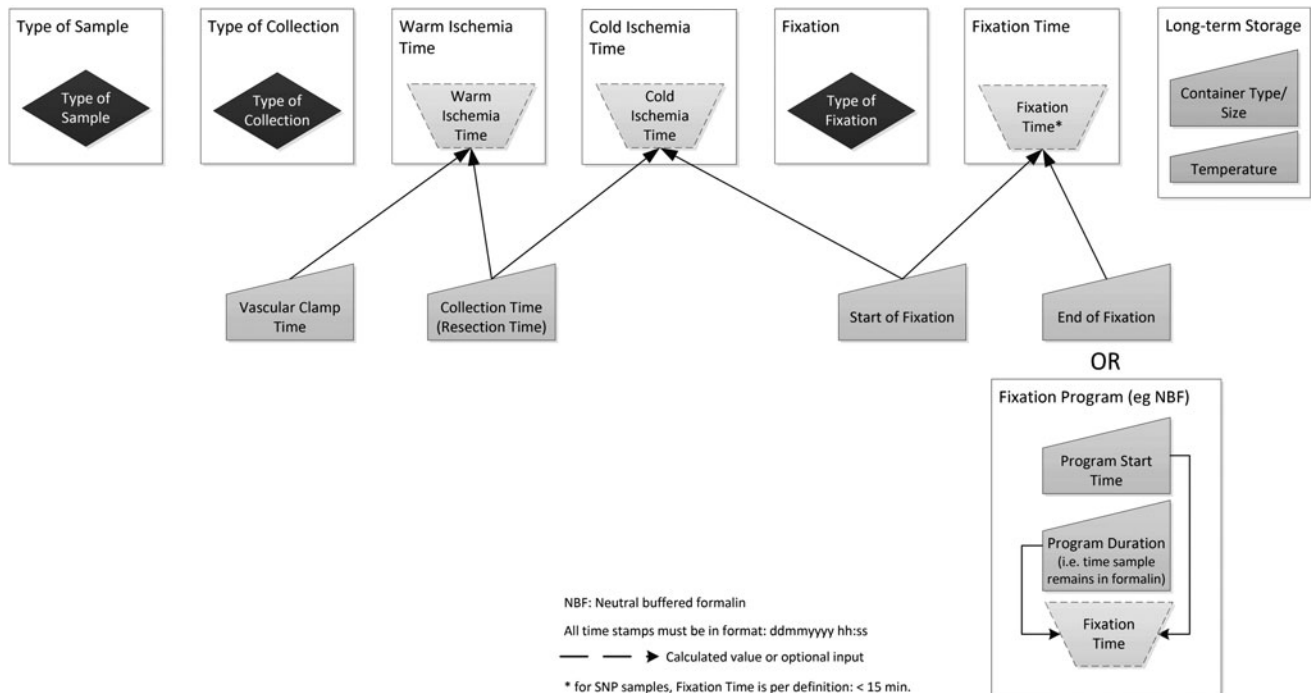 Type of Sample
Type of
Sample
Type of Collection
Type of
Collection
Warm Ischemia
Time
Warm
Ischemia
Time
Cold Ischemia
Time
Cold
Ischemia
Time
Fixation
Type of
Fixation
Fixation Time
Fixation
Time*
Long-term Storage
Container Type/
Size
Temperature
Vascular Clamp
Time
Collection Time
(Resection Time)
Start of Fixation
End of Fixation
OR
Fixation Program (eg NBF)
Program Start
Time
Program Duration
(i.e. time sample
remains in formalin)
Fixation
Time
NBF: Neutral buffered formalin
All time stamps must be in format: ddmmyyyy hh:ss
Calculated value or optional input
* for SNP samples, Fixation Time is per definition: < 15 min.